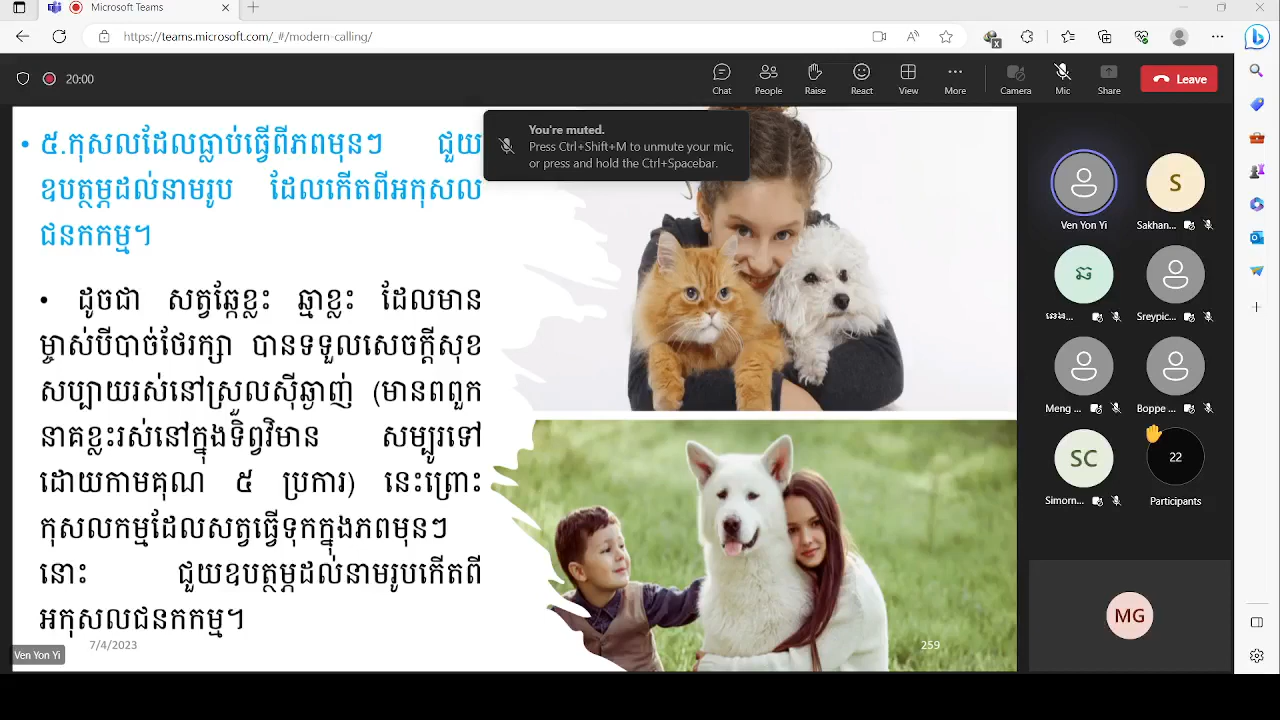 Microsoft Teams
https://teams.microsoft.com/_#/modern-calling/
20:00
Chat People Raise React View More Camera Mic Share Leave
You're muted.
Press Ctrl+Shift+M to unmute your mic,
or press and hold the Ctrl+Spacebar.
• ៥.កុសលដែលធ្លាប់ធ្វើពីភពមុនៗ ជួយ
ឧបត្ថម្ភដល់នាមរូប ដែលកើតពីអកុសល
ជនកកម្ម។
• ដូចជា សត្វឆ្កែខ្លះ ឆ្មាខ្លះ ដែលមាន
ម្ចាស់បីបាច់ថែរក្សា បានទទួលសេចក្តីសុខ
សប្បាយរស់នៅស្រួលស៊ីឆ្ងាញ់ (មានពពួក
នាគខ្លះរស់នៅក្នុងទិព្វវិមាន សម្បូរទៅ
ដោយកាមគុណ ៥ ប្រការ) នេះព្រោះ
កុសលកម្មដែលសត្វធ្វើទុកក្នុងភពមុនៗ
នោះ ជួយឧបត្ថម្ភដល់នាមរូបកើតពី
អកុសលជនកកម្ម។
7/4/2023
259
Ven Yon Yi
Ven Yon Yi
S
Sakhan...
ឆ
Sreypic...
Meng ...
Boppe ...
SC
Simorn...
22
Participants
MG